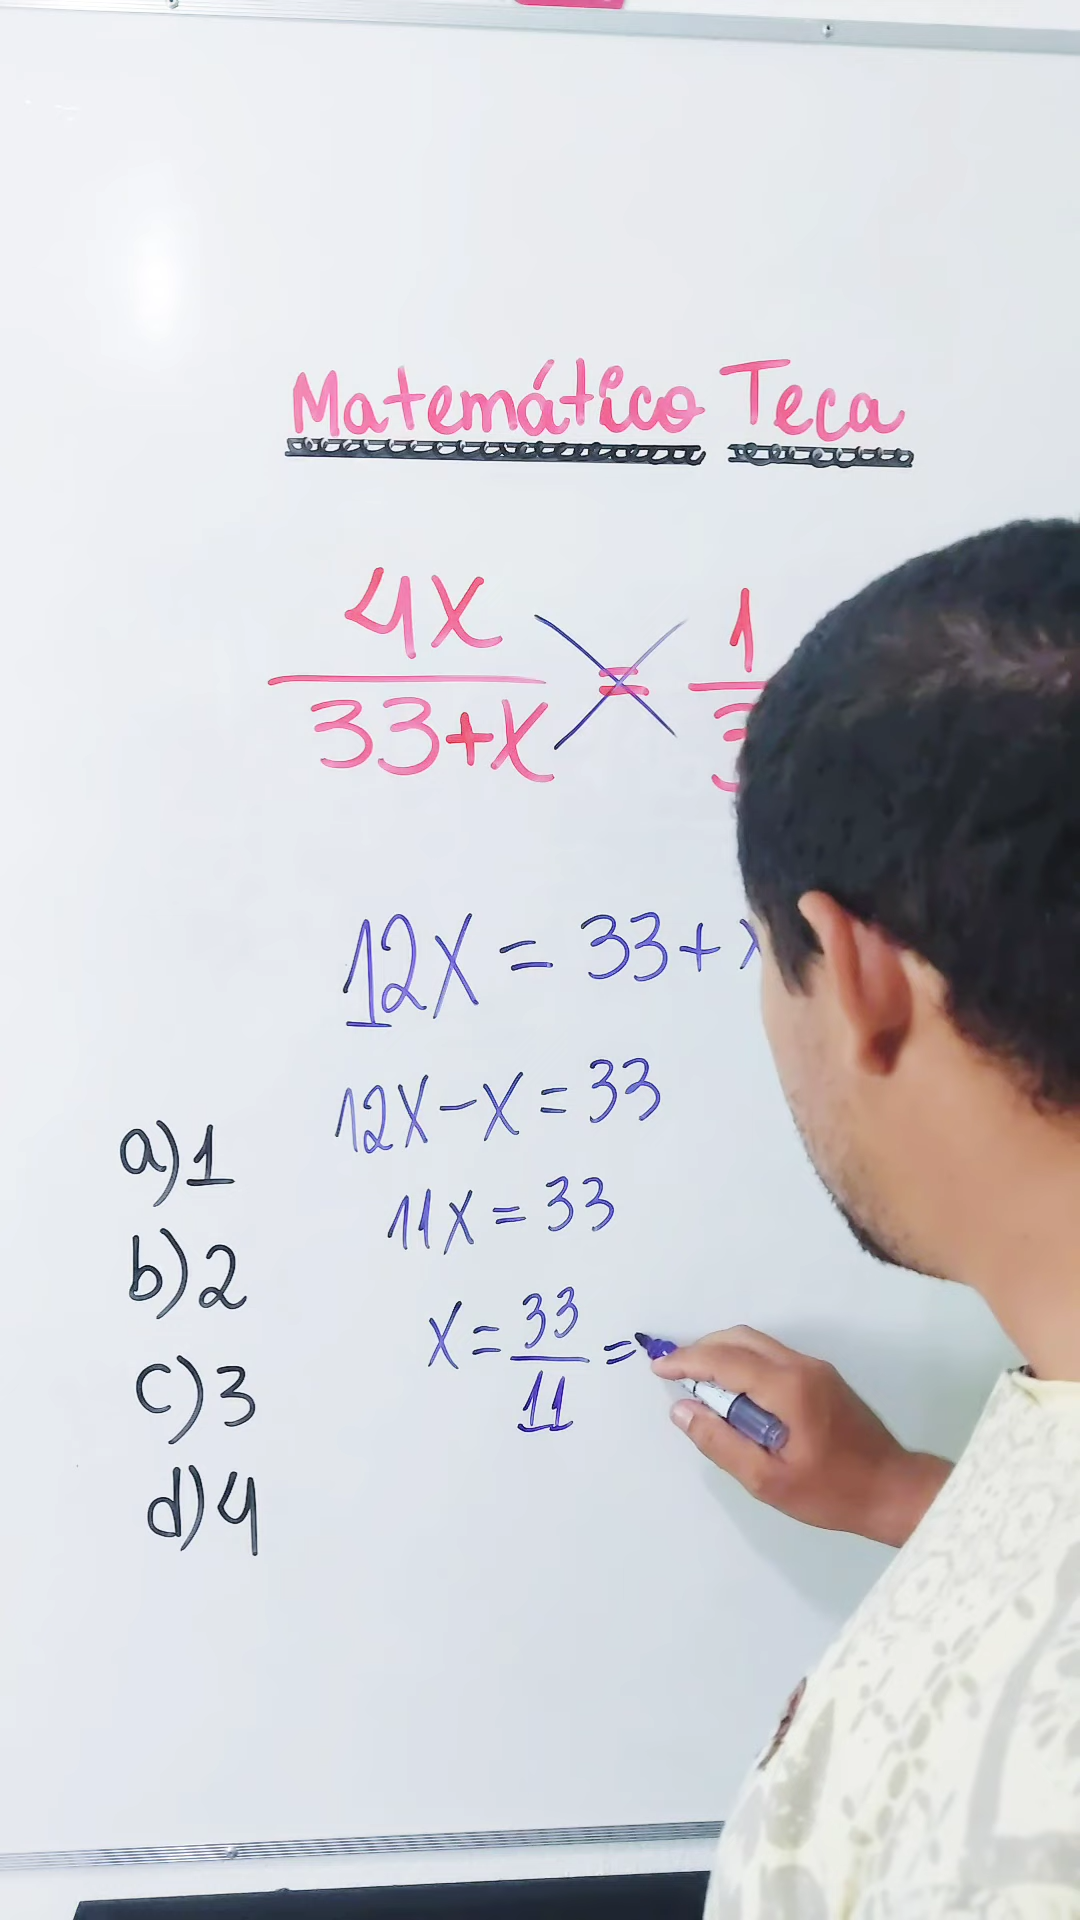 Matemático Teca
4x
33+x
=
1
3
12x = 33+x
12x-x = 33
11x = 33
x = 33/11 =
a) 1
b) 2
c) 3
d) 4